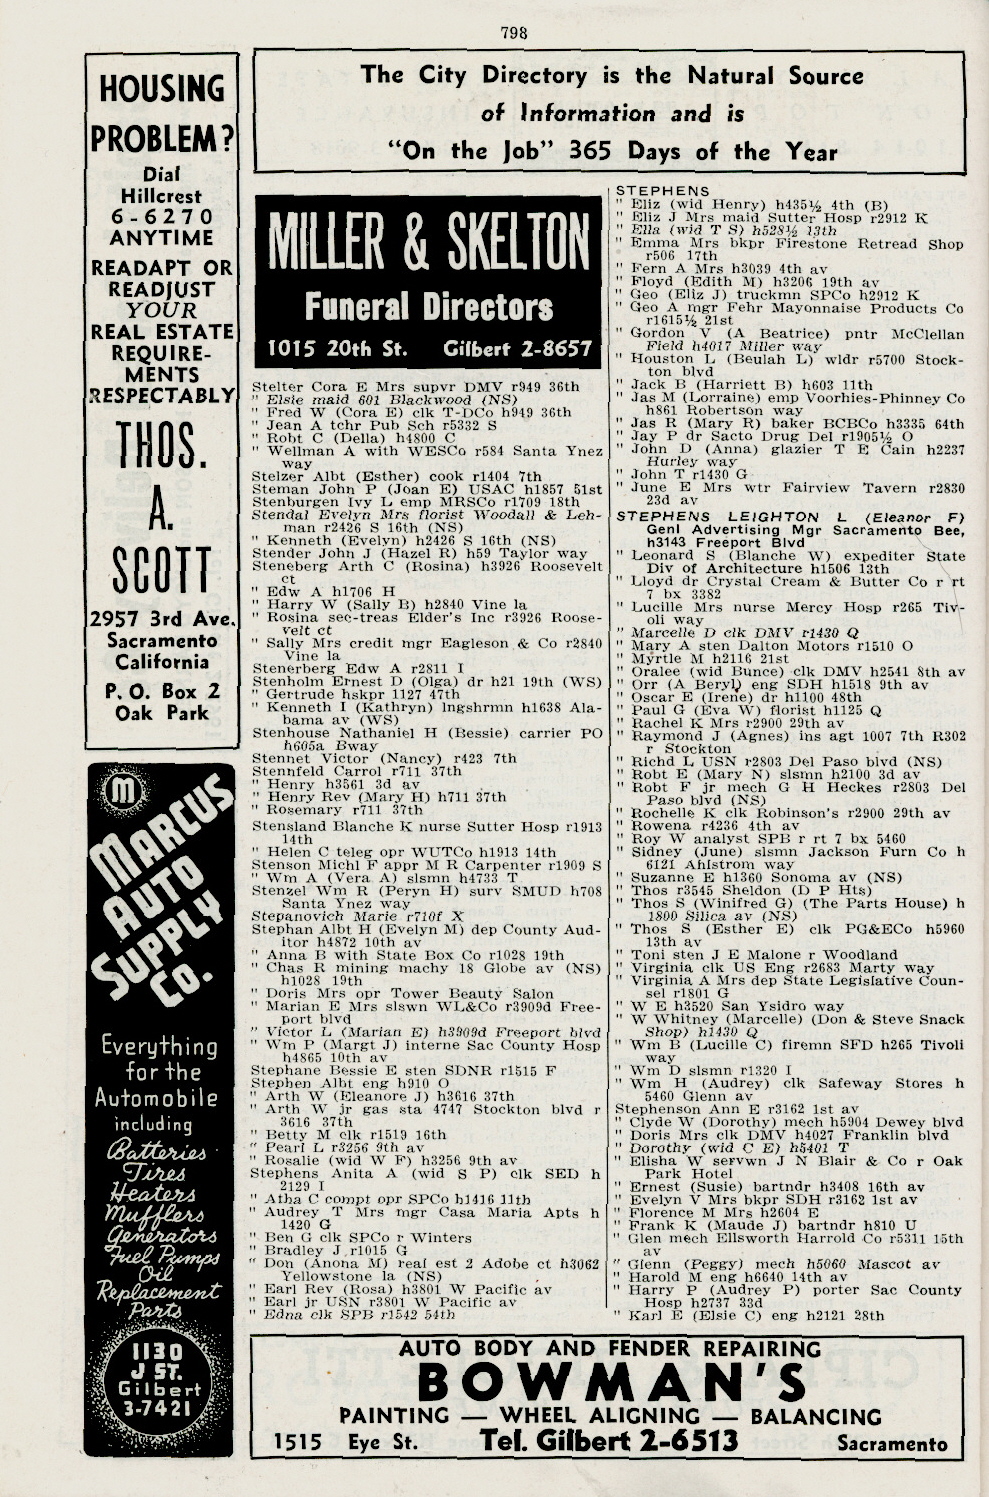 798
HOUSING
PROBLEM?
Dial
Hillcrest
6-6270
ANYTIME
READAPT OR
READJUST
YOUR
REAL ESTATE
REQUIRE-
MENTS
RESPECTABLY
THOS.
A.
SCOTT
2957 3rd Ave.
Sacramento
California
P. O. Box 2
Oak Park
M
MARCUS
AUTO
SUPPLY
CO.
Everything
for the
Automobile
including
Batteries
Tires
Heaters
Mufflers
Generators
Fuel Pumps
Oil
Replacement
Parts
1130
J ST.
Gilbert
3-7421
The City Directory is the Natural Source
of Information and is
“On the Job” 365 Days of the Year
MILLER & SKELTON
Funeral Directors
1015 20th St. Gilbert 2-8657
Stelter Cora E Mrs supvr DMV r949 36th
" Elsie maid 601 Blackwood (NS)
" Fred W (Cora E) clk T-DCo h949 36th
" Jean A tchr Pub Sch r5332 S
" Robt C (Della) h4800 C
" Wellman A with WESCo r584 Santa Ynez
way
Stelzer Albt (Esther) cook r1404 7th
Steman John P (Joan E) USAC h1857 51st
Stenburgen Ivy L emp MRSCo r1709 18th
Stendal Evelyn Mrs florist Woodall & Leh-
man r2426 S 16th (NS)
" Kenneth (Evelyn) h2426 S 16th (NS)
Stender John J (Hazel R) h59 Taylor way
Steneberg Arth C (Rosina) h3926 Roosevelt
ct
" Edw A h1706 H
" Harry W (Sally B) h2840 Vine la
" Rosina sec-treas Elder's Inc r3926 Roose-
velt ct
" Sally Mrs credit mgr Eagleson & Co r2840
Vine la
Stenerberg Edw A r2811 I
Stenholm Ernest D (Olga) dr h21 19th (WS)
" Gertrude hskpr 1127 47th
" Kenneth I (Kathryn) lngshrmn h1638 Ala-
bama av (WS)
Stenhouse Nathaniel H (Bessie) carrier PO
h605a Bway
Stennet Victor (Nancy) r423 7th
Stennfeld Carrol r711 37th
" Henry h3561 3d av
" Henry Rev (Mary H) h711 37th
" Rosemary r711 37th
Stensland Blanche K nurse Sutter Hosp r1913
14th
" Helen C teleg opr WUTCo h1913 14th
Stenson Michl F appr M R Carpenter r1909 S
" Wm A (Vera A) slsmn h4733 T
Stenzel Wm R (Peryn H) surv SMUD h708
Santa Ynez way
Stepanovich Marie r710f X
Stephan Albt H (Evelyn M) dep County Aud-
itor h4872 10th av
" Anna B with State Box Co r1028 19th
" Chas R mining machy 18 Globe av (NS)
h1028 19th
" Doris Mrs opr Tower Beauty Salon
" Marian E Mrs slswn WL&Co r3909d Free-
port blvd
" Victor L (Marian E) h3909d Freeport blvd
" Wm P (Margt J) interne Sac County Hosp
h4865 10th av
Stephane Bessie E sten SDNR r1515 F
Stephen Albt eng h910 O
" Arth W (Eleanore J) h3616 37th
" Arth W jr gas sta 4747 Stockton blvd r
3616 37th
" Betty M clk r1519 16th
" Pearl L r3256 9th av
" Rosalie (wid W F) h3256 9th av
Stephens Anita A (wid S P) clk SED h
2129 I
" Atha C compt opr SPCo h1416 11th
" Audrey T Mrs mgr Casa Maria Apts h
1420 G
" Ben G clk SPCo r Winters
" Bradley J r1015 G
" Don (Anona M) real est 2 Adobe ct h3062
Yellowstone la (NS)
" Earl Rev (Rosa) h3801 W Pacific av
" Earl jr USN r3801 W Pacific av
" Edna clk SPB r1542 54th
STEPHENS
" Eliz (wid Henry) h435½ 4th (B)
" Eliz J Mrs maid Sutter Hosp r2912 K
" Ella (wid T S) h528½ 13th
" Emma Mrs bkpr Firestone Retread Shop
r506 17th
" Fern A Mrs h3039 4th av
" Floyd (Edith M) h3206 19th av
" Geo (Eliz J) truckmn SPCo h2912 K
" Geo A mgr Fehr Mayonnaise Products Co
r1615½ 21st
" Gordon V (A Beatrice) pntr McClellan
Field h4017 Miller way
" Houston L (Beulah L) wldr r5700 Stock-
ton blvd
" Jack B (Harriett B) h603 11th
" Jas M (Lorraine) emp Voorhies-Phinney Co
h861 Robertson way
" Jas R (Mary R) baker BCBCo h3335 64th
" Jay P dr Sacto Drug Del r1905½ O
" John D (Anna) glazier T E Cain h2237
Hurley way
" John T r1430 G
" June E Mrs wtr Fairview Tavern r2830
23d av
STEPHENS LEIGHTON L (Eleanor F)
Genl Advertising Mgr Sacramento Bee,
h3143 Freeport Blvd
" Leonard S (Blanche W) expediter State
Div of Architecture h1506 13th
" Lloyd dr Crystal Cream & Butter Co r rt
7 bx 3382
" Lucille Mrs nurse Mercy Hosp r265 Tiv-
oli way
" Marcelle D clk DMV r1430 Q
" Mary A sten Dalton Motors r1510 O
" Myrtle M h2116 21st
" Oralee (wid Bunce) clk DMV h2541 8th av
" Orr (A Beryl) eng SDH h1518 9th av
" Oscar E (Irene) dr h1100 48th
" Paul G (Eva W) florist h1125 Q
" Rachel K Mrs r2900 29th av
" Raymond J (Agnes) ins agt 1007 7th R302
r Stockton
" Richd L USN r2803 Del Paso blvd (NS)
" Robt E (Mary N) slsmn h2100 3d av
" Robt F jr mech G H Heckes r2803 Del
Paso blvd (NS)
" Rochelle K clk Robinson's r2900 29th av
" Rowena r4236 4th av
" Roy W analyst SPB r rt 7 bx 5460
" Sidney (June) slsmn Jackson Furn Co h
6121 Ahlstrom way
" Suzanne E h1360 Sonoma av (NS)
" Thos r3545 Sheldon (D P Hts)
" Thos S (Winifred G) (The Parts House) h
1800 Silica av (NS)
" Thos S (Esther E) clk PG&ECo h5960
13th av
" Toni sten J E Malone r Woodland
" Virginia clk US Eng r2683 Marty way
" Virginia A Mrs dep State Legislative Coun-
sel r1801 G
" W E h3520 San Ysidro way
" W Whitney (Marcelle) (Don & Steve Snack
Shop) h1430 Q
" Wm B (Lucille C) firemn SFD h265 Tivoli
way
" Wm D slsmn r1320 I
" Wm H (Audrey) clk Safeway Stores h
5460 Glenn av
Stephenson Ann E r3162 1st av
" Clyde W (Dorothy) mech h5904 Dewey blvd
" Doris Mrs clk DMV h4027 Franklin blvd
" Dorothy (wid C E) h5401 T
" Elisha W servwn J N Blair & Co r Oak
Park Hotel
" Ernest (Susie) bartndr h3408 16th av
" Evelyn V Mrs bkpr SDH r3162 1st av
" Florence M Mrs h2604 E
" Frank K (Maude J) bartndr h810 U
" Glen mech Ellsworth Harrold Co r5311 15th
av
" Glenn (Peggy) mech h5060 Mascot av
" Harold M eng h6640 14th av
" Harry P (Audrey P) porter Sac County
Hosp h2737 33d
" Karl E (Elsie C) eng h2121 28th
AUTO BODY AND FENDER REPAIRING
BOWMAN'S
PAINTING — WHEEL ALIGNING — BALANCING
1515 Eye St. Tel. Gilbert 2-6513 Sacramento